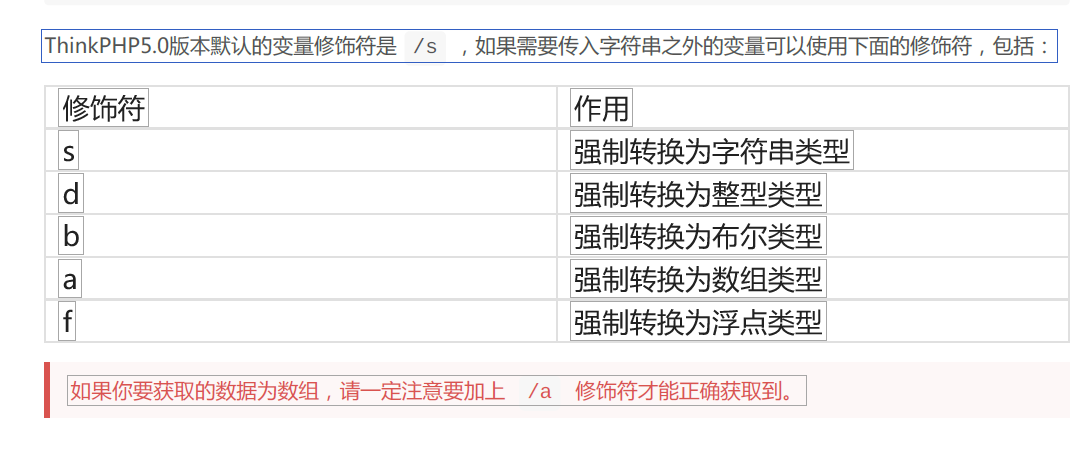 ThinkPHP5.0版本默认的变量修饰符是 /s ，如果需要传入字符串之外的变量可以使用下面的修饰符，包括：
修饰符 作用
s 强制转换为字符串类型
d 强制转换为整型类型
b 强制转换为布尔类型
a 强制转换为数组类型
f 强制转换为浮点类型
如果你要获取的数据为数组，请一定注意要加上 /a 修饰符才能正确获取到。